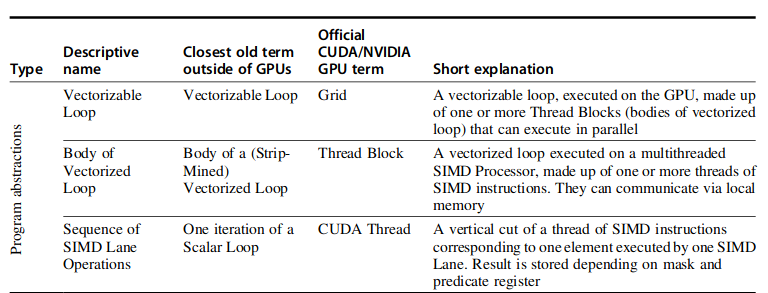 Type
Descriptive
name
Closest old term
outside of GPUs
Official
CUDA/NVIDIA
GPU term
Short explanation
Program abstractions
Vectorizable
Loop
Vectorizable Loop
Grid
A vectorizable loop, executed on the GPU, made up
of one or more Thread Blocks (bodies of vectorized
loop) that can execute in parallel
Body of
Vectorized
Loop
Body of a (Strip-
Mined)
Vectorized Loop
Thread Block
A vectorized loop executed on a multithreaded
SIMD Processor, made up of one or more threads of
SIMD instructions. They can communicate via local
memory
Sequence of
SIMD Lane
Operations
One iteration of a
Scalar Loop
CUDA Thread
A vertical cut of a thread of SIMD instructions
corresponding to one element executed by one SIMD
Lane. Result is stored depending on mask and
predicate register